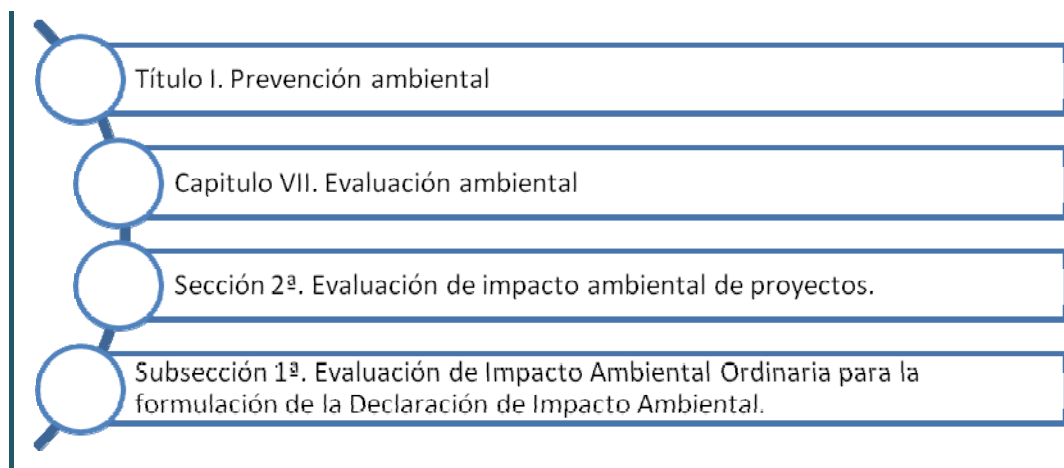 Título I. Prevención ambiental
Capitulo VII. Evaluación ambiental
Sección 2ª. Evaluación de impacto ambiental de proyectos.
Subsección 1ª. Evaluación de Impacto Ambiental Ordinaria para la
formulación de la Declaración de Impacto Ambiental.